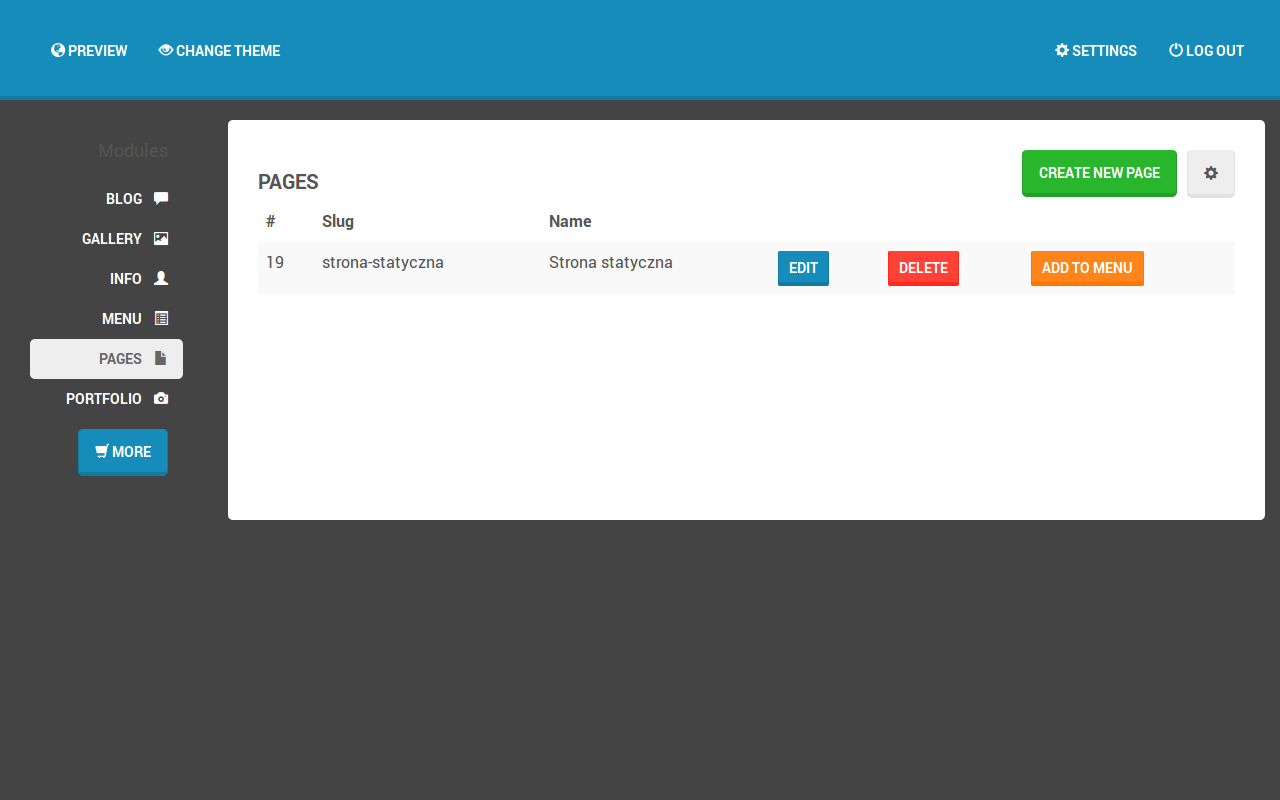 PREVIEW CHANGE THEME SETTINGS LOG OUT
Modules
BLOG
GALLERY
INFO
MENU
PAGES
PORTFOLIO
MORE
PAGES CREATE NEW PAGE
# Slug Name
19 strona-statyczna Strona statyczna EDIT DELETE ADD TO MENU